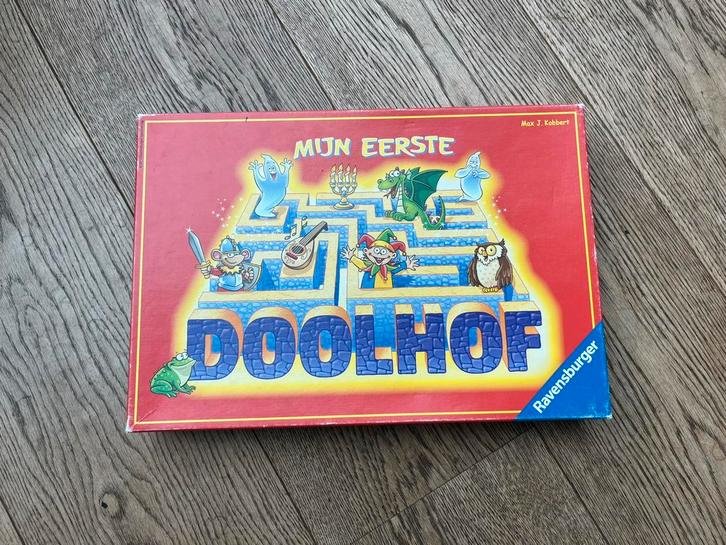 Max J. Kobbert
MIJN EERSTE
DOOLHOF
Ravensburger